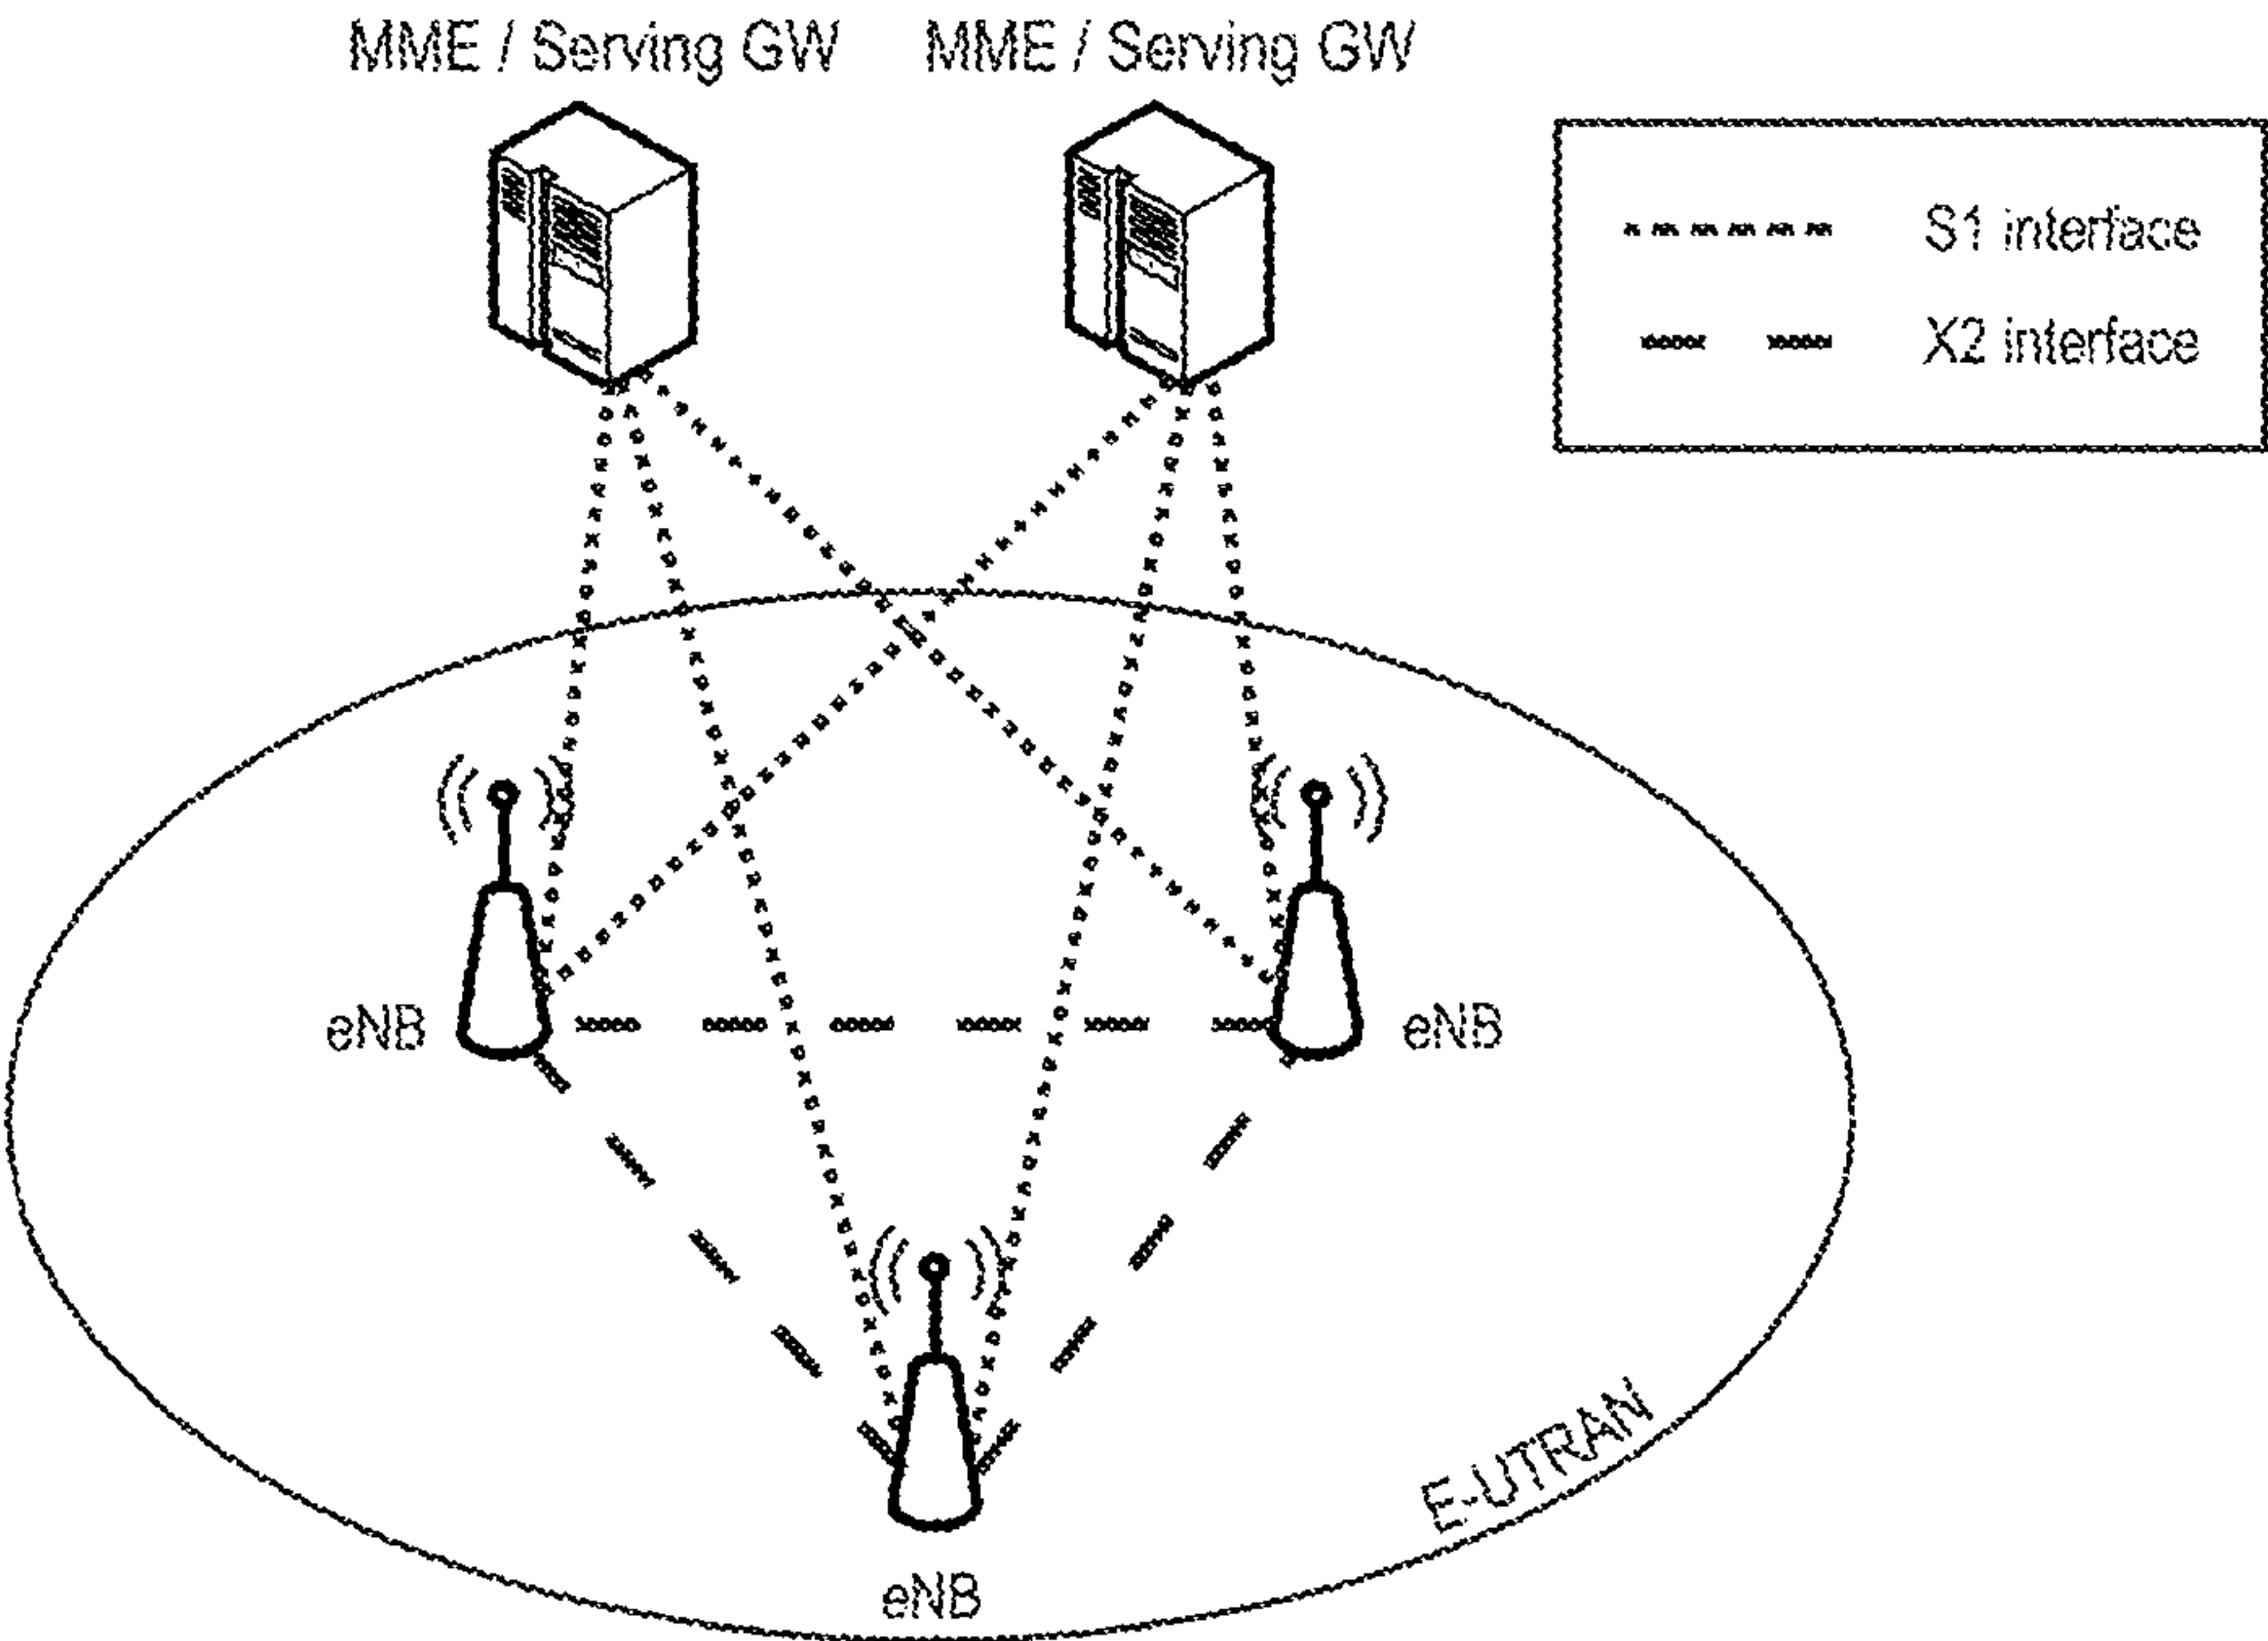 MME / Serving GW
MME / Serving GW
S1 interface
X2 interface
eNB
eNB
eNB
E-UTRAN